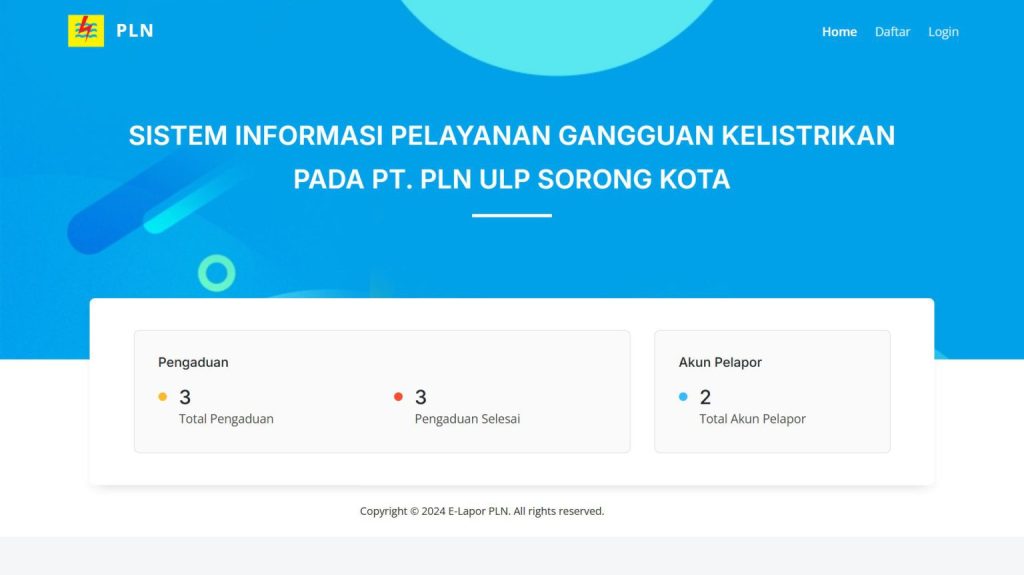 PLN
Home Daftar Login
SISTEM INFORMASI PELAYANAN GANGGUAN KELISTRIKAN
PADA PT. PLN ULP SORONG KOTA
Pengaduan
3
Total Pengaduan
3
Pengaduan Selesai
Akun Pelapor
2
Total Akun Pelapor
Copyright © 2024 E-Lapor PLN. All rights reserved.